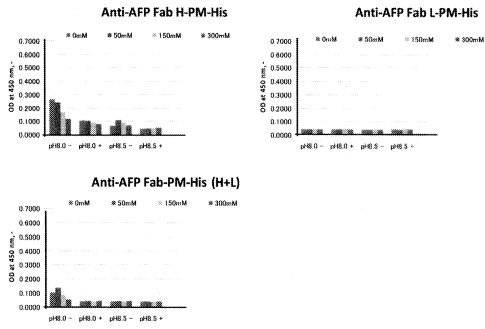 Anti-AFP Fab H-PM-His
0mM 50mM 150mM 300mM
OD at 450 nm, -
0.7000
0.6000
0.5000
0.4000
0.3000
0.2000
0.1000
0.0000
pH8.0 − pH8.0 + pH8.5 − pH8.5 +
Anti-AFP Fab L-PM-His
0mM 50mM 150mM 300mM
OD at 450 nm, -
0.7000
0.6000
0.5000
0.4000
0.3000
0.2000
0.1000
0.0000
pH8.0 − pH8.0 + pH8.5 − pH8.5 +
Anti-AFP Fab-PM-His (H+L)
0mM 50mM 150mM 300mM
OD at 450 nm, -
0.7000
0.6000
0.5000
0.4000
0.3000
0.2000
0.1000
0.0000
pH8.0 − pH8.0 + pH8.5 − pH8.5 +